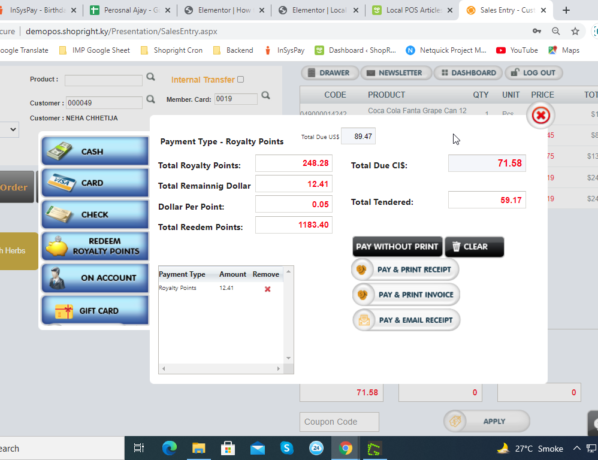 InSysPay - Birthda
Perosnal Ajay - G
Elementor | How
Elementor | Local
Local POS Article
Sales Entry - Cust
cure | demopos.shopright.ky/Presentation/SalesEntry.aspx
oogle Translate
IMP Google Sheet
Shopright Cron
Backend
InSysPay
Dashboard ‹ ShopR...
Netquick Project M...
YouTube
Maps
Product :
Internal Transfer
DRAWER
NEWSLETTER
DASHBOARD
LOG OUT
Customer : 000049
Member. Card: 0019
CODE PRODUCT QTY UNIT PRICE TOT
Customer : NEHA CHHETIJA
Coca Cola Fanta Grape Can 12
Order
h Herbs
CASH
CARD
CHECK
REDEEM
ROYALTY POINTS
ON ACCOUNT
GIFT CARD
Payment Type - Royalty Points
Total Due US$ 89.47
Total Royalty Points: 248.28
Total Due CI$: 71.58
Total Remainnig Dollar 12.41
Dollar Per Point: 0.05
Total Tendered: 59.17
Total Reedem Points: 1183.40
PAY WITHOUT PRINT
CLEAR
PAY & PRINT RECEIPT
PAY & PRINT INVOICE
PAY & EMAIL RECEIPT
Payment Type Amount Remove
Royalty Points 12.41
71.58 0 0
Coupon Code
APPLY
earch
27°C Smoke